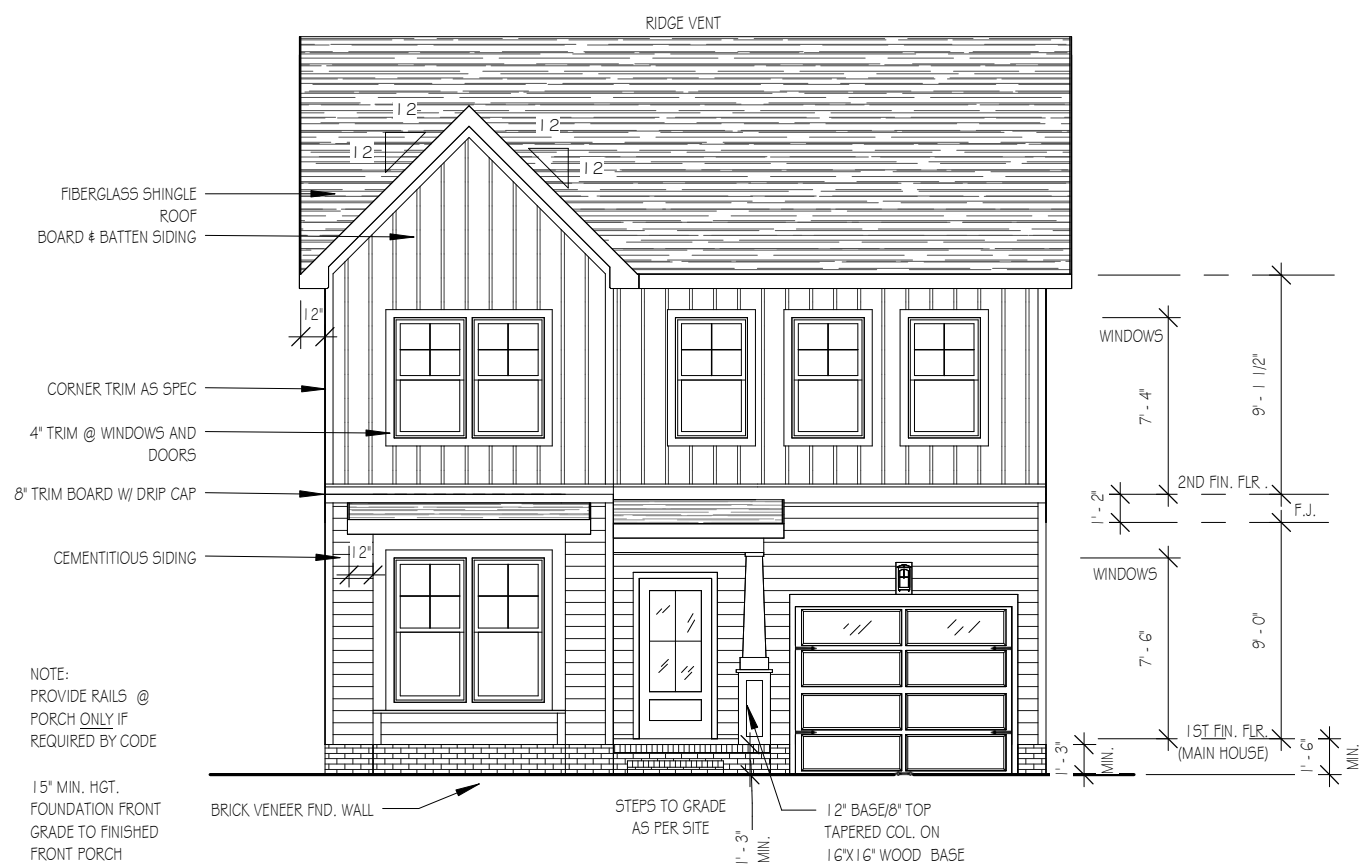 RIDGE VENT
12
12
12
12
FIBERGLASS SHINGLE
ROOF
BOARD & BATTEN SIDING
12"
WINDOWS
7' - 4"
9' - 1 1/2"
CORNER TRIM AS SPEC
4" TRIM @ WINDOWS AND
DOORS
8" TRIM BOARD W/ DRIP CAP
2ND FIN. FLR.
1' - 2"
F.J.
CEMENTITIOUS SIDING
12"
WINDOWS
7' - 6"
9' - 0"
NOTE:
PROVIDE RAILS @
PORCH ONLY IF
REQUIRED BY CODE
15" MIN. HGT.
FOUNDATION FRONT
GRADE TO FINISHED
FRONT PORCH
1ST FIN. FLR.
(MAIN HOUSE)
1' - 3"
MIN.
1' - 6"
MIN.
BRICK VENEER FND. WALL
STEPS TO GRADE
AS PER SITE
1' - 3"
MIN.
12" BASE/8" TOP
TAPERED COL. ON
16"X16" WOOD BASE